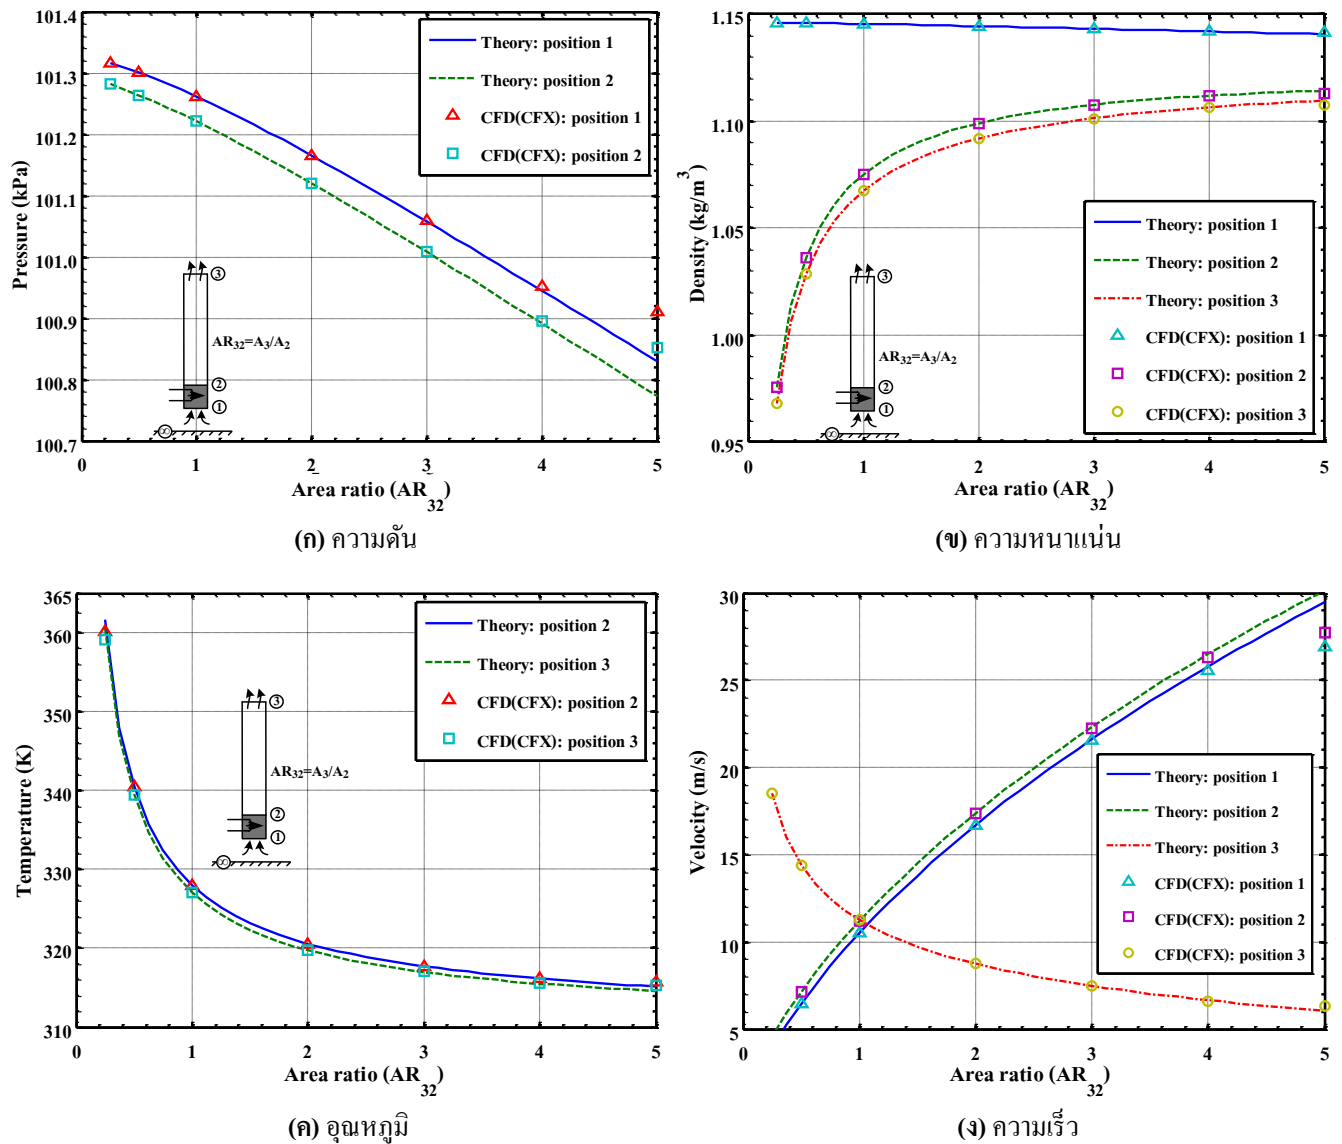 101.4
101.3
101.2
101.1
101.0
100.9
100.8
100.7
Pressure (kPa)
Theory: position 1
Theory: position 2
CFD(CFX): position 1
CFD(CFX): position 2
3
AR32=A3/A2
2
1
∞
0 1 2 3 4 5
Area ratio (AR32)
(ก) ความดัน
1.15
1.10
1.05
1.00
0.95
Density (kg/m3)
Theory: position 1
Theory: position 2
Theory: position 3
CFD(CFX): position 1
CFD(CFX): position 2
CFD(CFX): position 3
3
AR32=A3/A2
2
1
∞
0 1 2 3 4 5
Area ratio (AR32)
(ข) ความหนาแน่น
365
360
350
340
330
320
310
Temperature (K)
Theory: position 2
Theory: position 3
CFD(CFX): position 2
CFD(CFX): position 3
3
AR32=A3/A2
2
1
∞
0 1 2 3 4 5
Area ratio (AR32)
(ค) อุณหภูมิ
30
25
20
15
10
5
Velocity (m/s)
Theory: position 1
Theory: position 2
Theory: position 3
CFD(CFX): position 1
CFD(CFX): position 2
CFD(CFX): position 3
0 1 2 3 4 5
Area ratio (AR32)
(ง) ความเร็ว